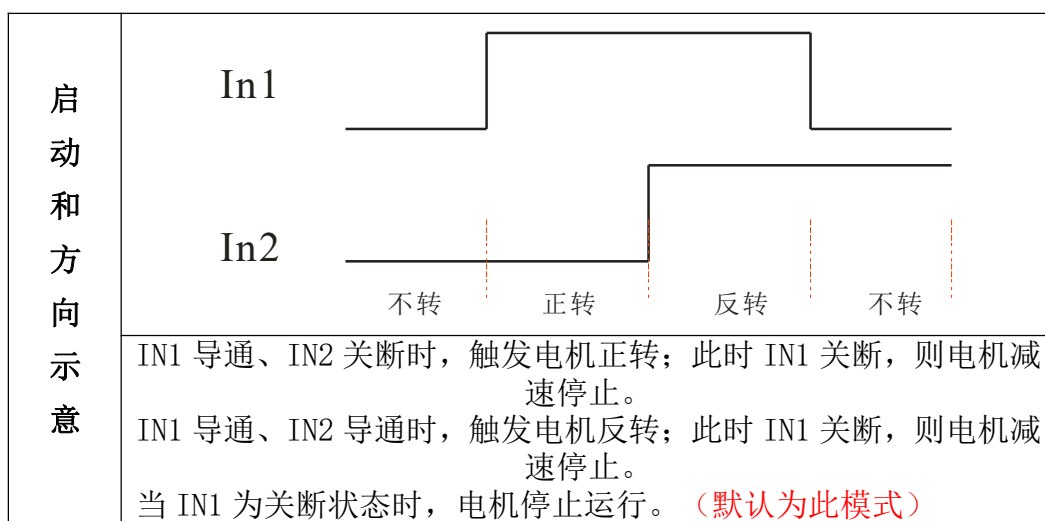 启
动
和
方
向
示
意
In1
In2
不转 正转 反转 不转
IN1 导通、IN2 关断时，触发电机正转；此时 IN1 关断，则电机减
速停止。
IN1 导通、IN2 导通时，触发电机反转；此时 IN1 关断，则电机减
速停止。
当 IN1 为关断状态时，电机停止运行。（默认为此模式）